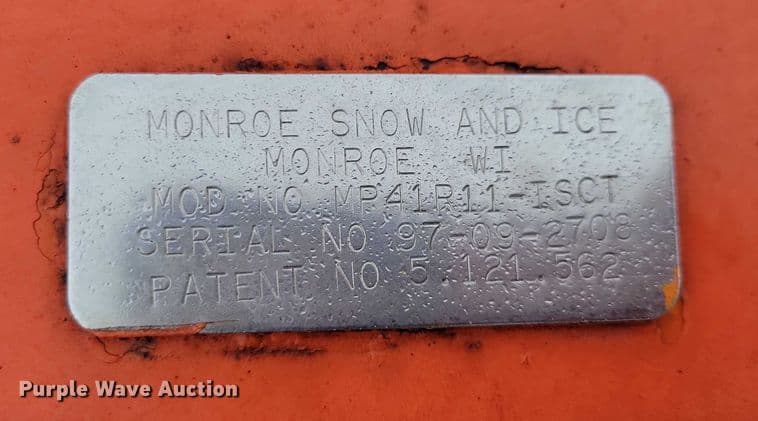 MONROE SNOW AND ICE
MONROE WI
MOD NO MP41R11-ISCT
SERIAL NO 97-09-2708
PATENT NO 5.121.562
Purple Wave Auction